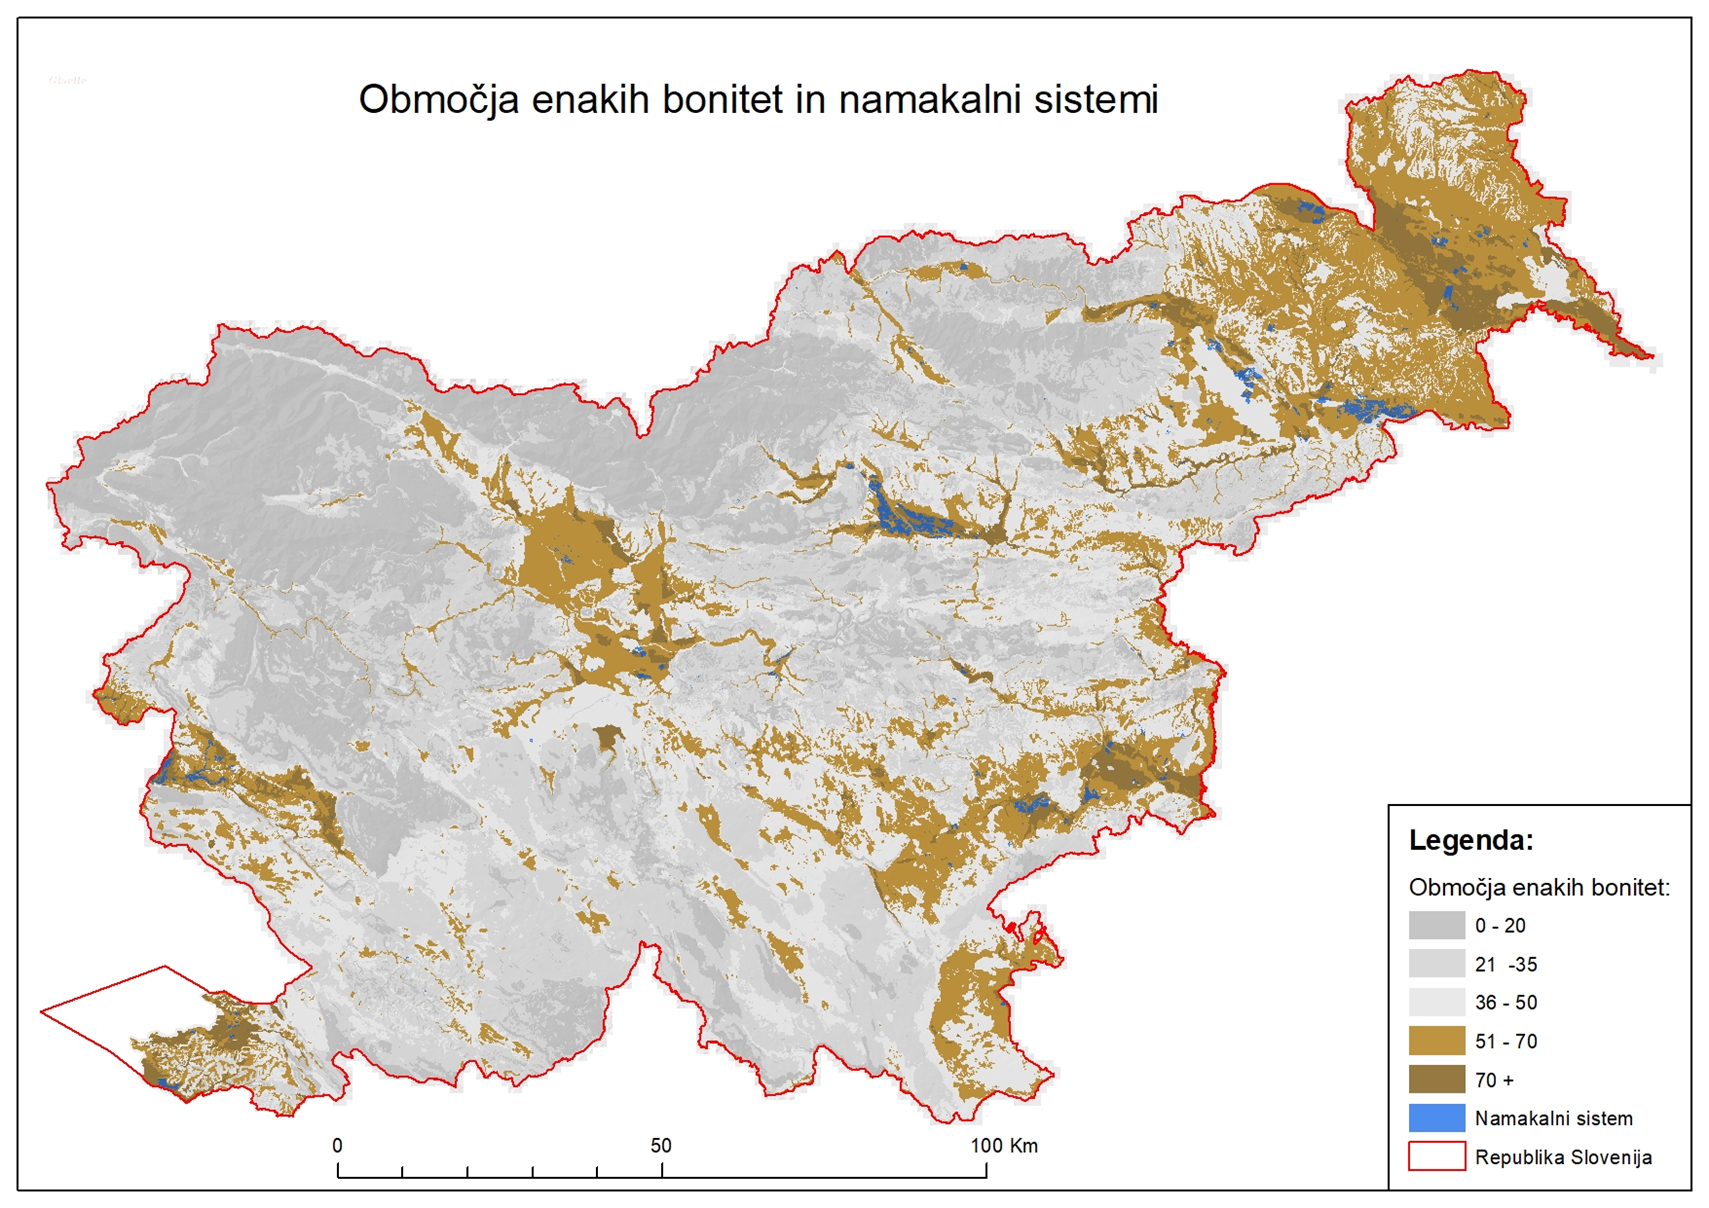 Območja enakih bonitet in namakalni sistemi
Legenda:
Območja enakih bonitet:
0 - 20
21 -35
36 - 50
51 - 70
70 +
Namakalni sistem
Republika Slovenija
0 50 100 Km